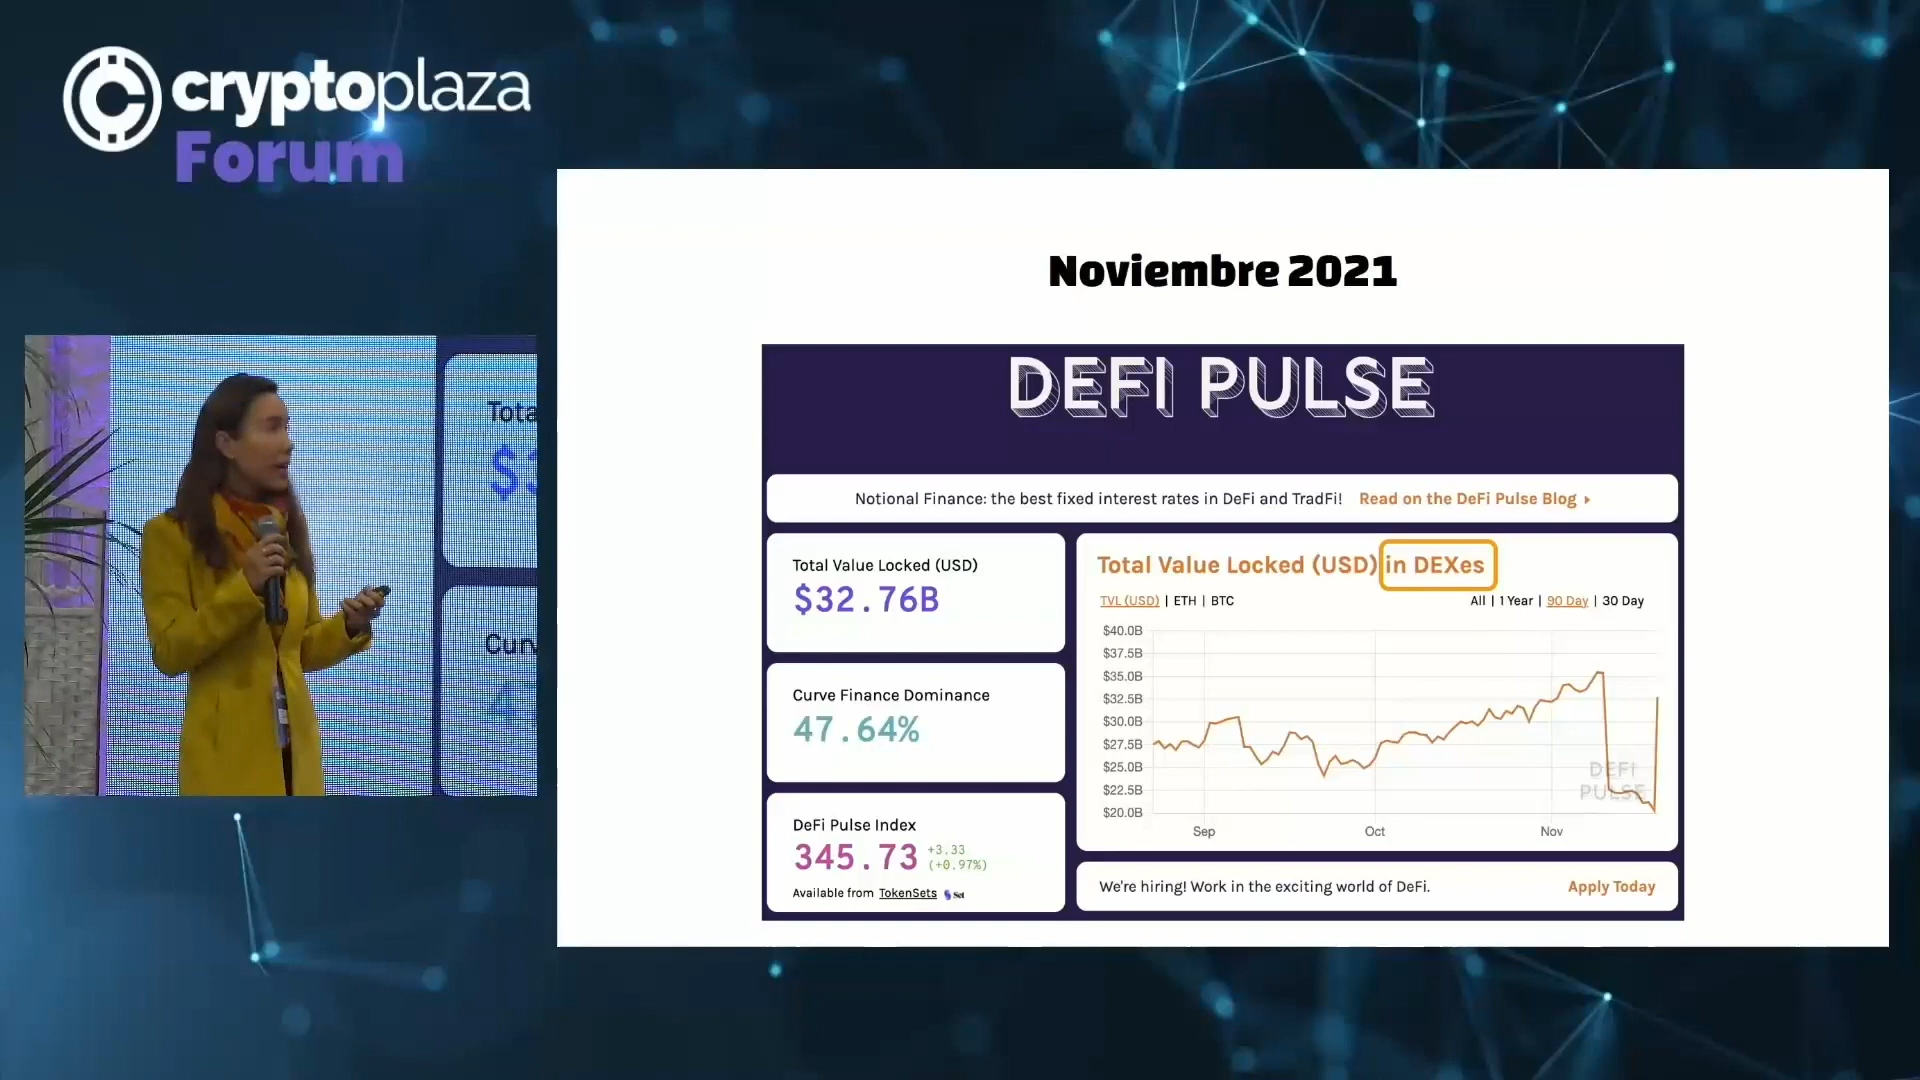 cryptoplaza
Forum
Noviembre 2021
DEFI PULSE
Notional Finance: the best fixed interest rates in DeFi and TradFi! Read on the DeFi Pulse Blog ▸
Total Value Locked (USD)
$32.76B
Curve Finance Dominance
47.64%
DeFi Pulse Index
345.73 +3.33
(+0.97%)
Available from TokenSets Set
Total Value Locked (USD) in DEXes
TVL (USD) | ETH | BTC
All | 1 Year | 90 Day | 30 Day
$40.0B
$37.5B
$35.0B
$32.5B
$30.0B
$27.5B
$25.0B
$22.5B
$20.0B
Sep Oct Nov
DEFI
PULSE
We're hiring! Work in the exciting world of DeFi. Apply Today
Tota
$3
Curv
47